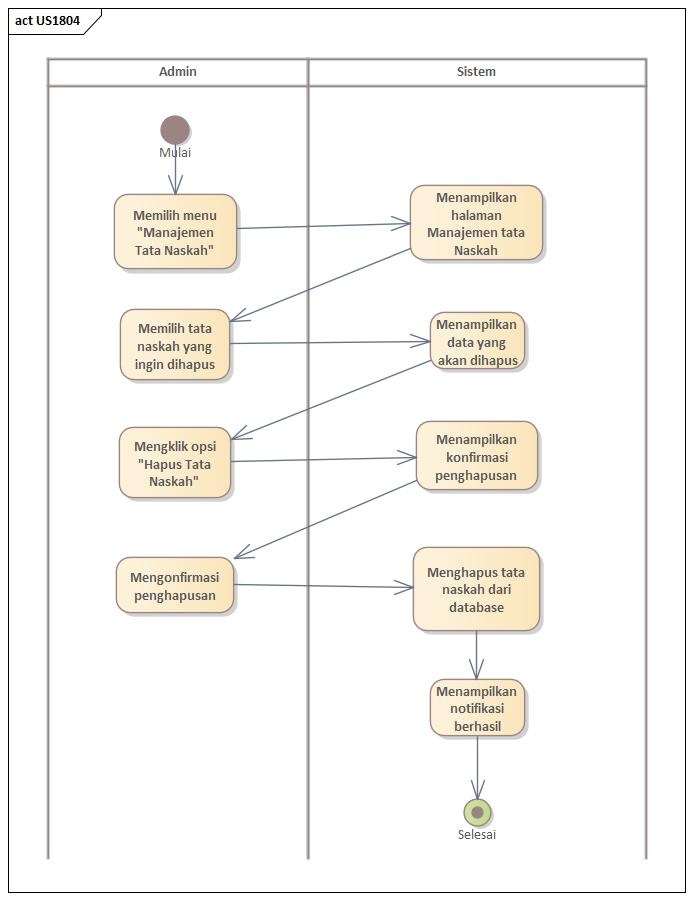 act US1804
Admin
Sistem
Mulai
Memilih menu
"Manajemen
Tata Naskah"
Menampilkan
halaman
Manajemen tata
Naskah
Memilih tata
naskah yang
ingin dihapus
Menampilkan
data yang
akan dihapus
Mengklik opsi
"Hapus Tata
Naskah"
Menampilkan
konfirmasi
penghapusan
Mengonfirmasi
penghapusan
Menghapus tata
naskah dari
database
Menampilkan
notifikasi
berhasil
Selesai